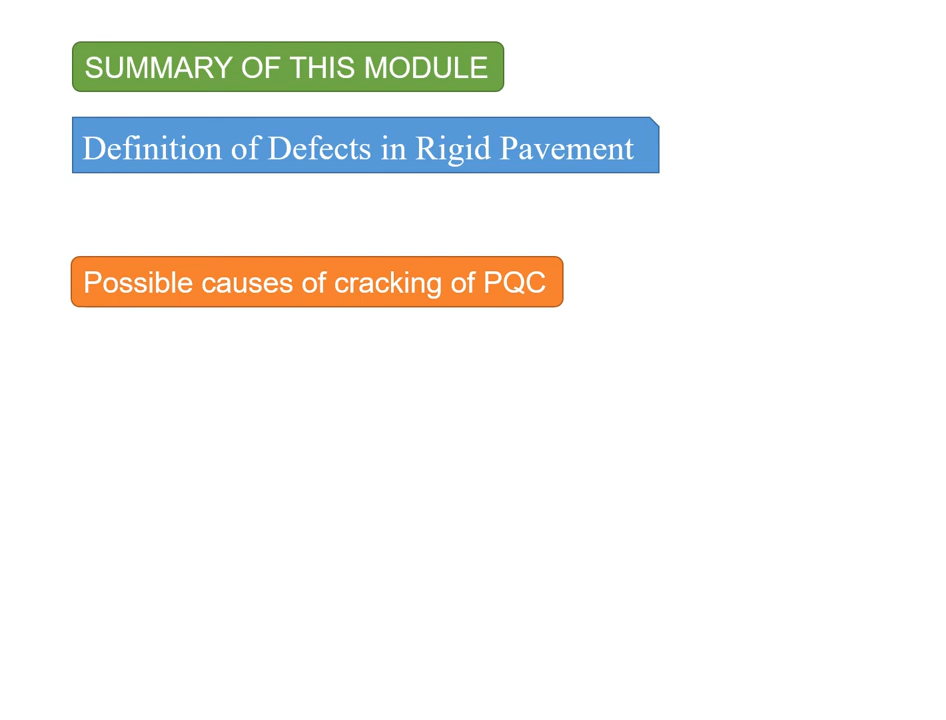 SUMMARY OF THIS MODULE
Definition of Defects in Rigid Pavement
Possible causes of cracking of PQC